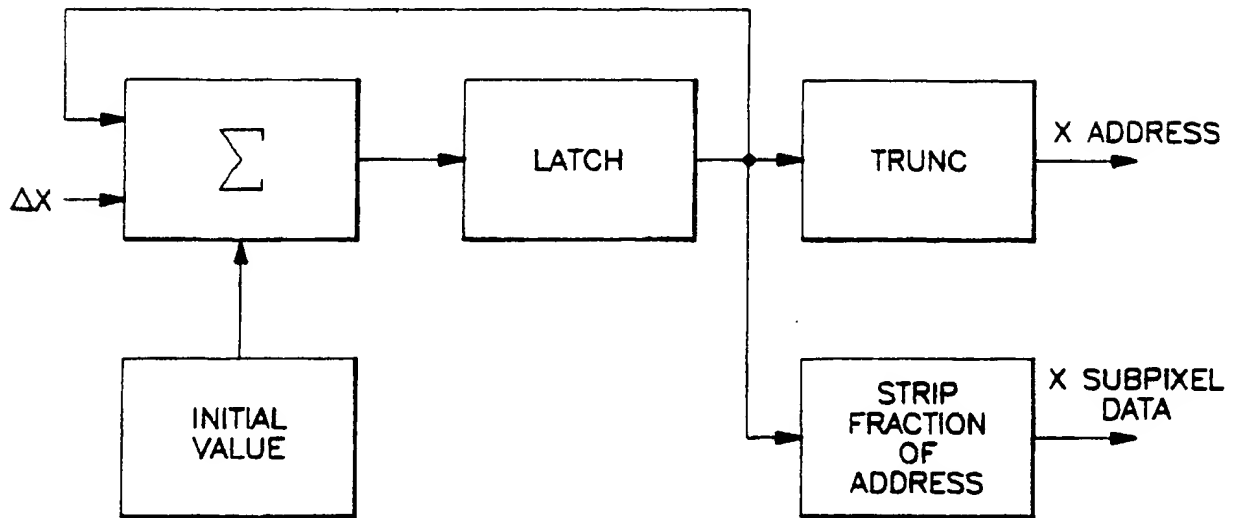 Σ
LATCH
TRUNC
X ADDRESS
ΔX
INITIAL
VALUE
STRIP
FRACTION
OF
ADDRESS
X SUBPIXEL
DATA